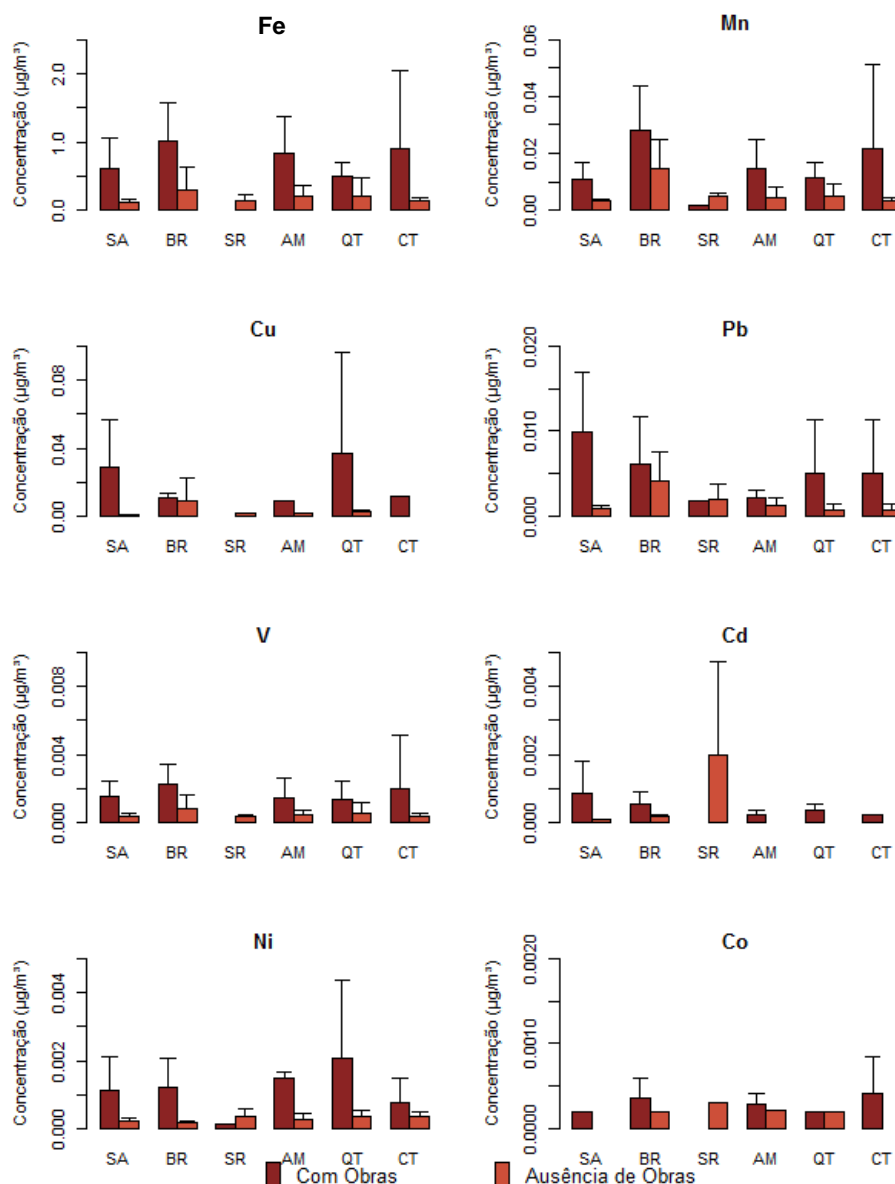 Fe
Concentração (µg/m³)
0.0 1.0 2.0
SA BR SR AM QT CT
Mn
Concentração (µg/m³)
0.00 0.02 0.04 0.06
SA BR SR AM QT CT
Cu
Concentração (µg/m³)
0.00 0.04 0.08
SA BR SR AM QT CT
Pb
Concentração (µg/m³)
0.000 0.010 0.020
SA BR SR AM QT CT
V
Concentração (µg/m³)
0.000 0.004 0.008
SA BR SR AM QT CT
Cd
Concentração (µg/m³)
0.000 0.002 0.004
SA BR SR AM QT CT
Ni
Concentração (µg/m³)
0.000 0.002 0.004
SA BR SR AM QT CT
Co
Concentração (µg/m³)
0.0000 0.0010 0.0020
SA BR SR AM QT CT
Com Obras Ausência de Obras